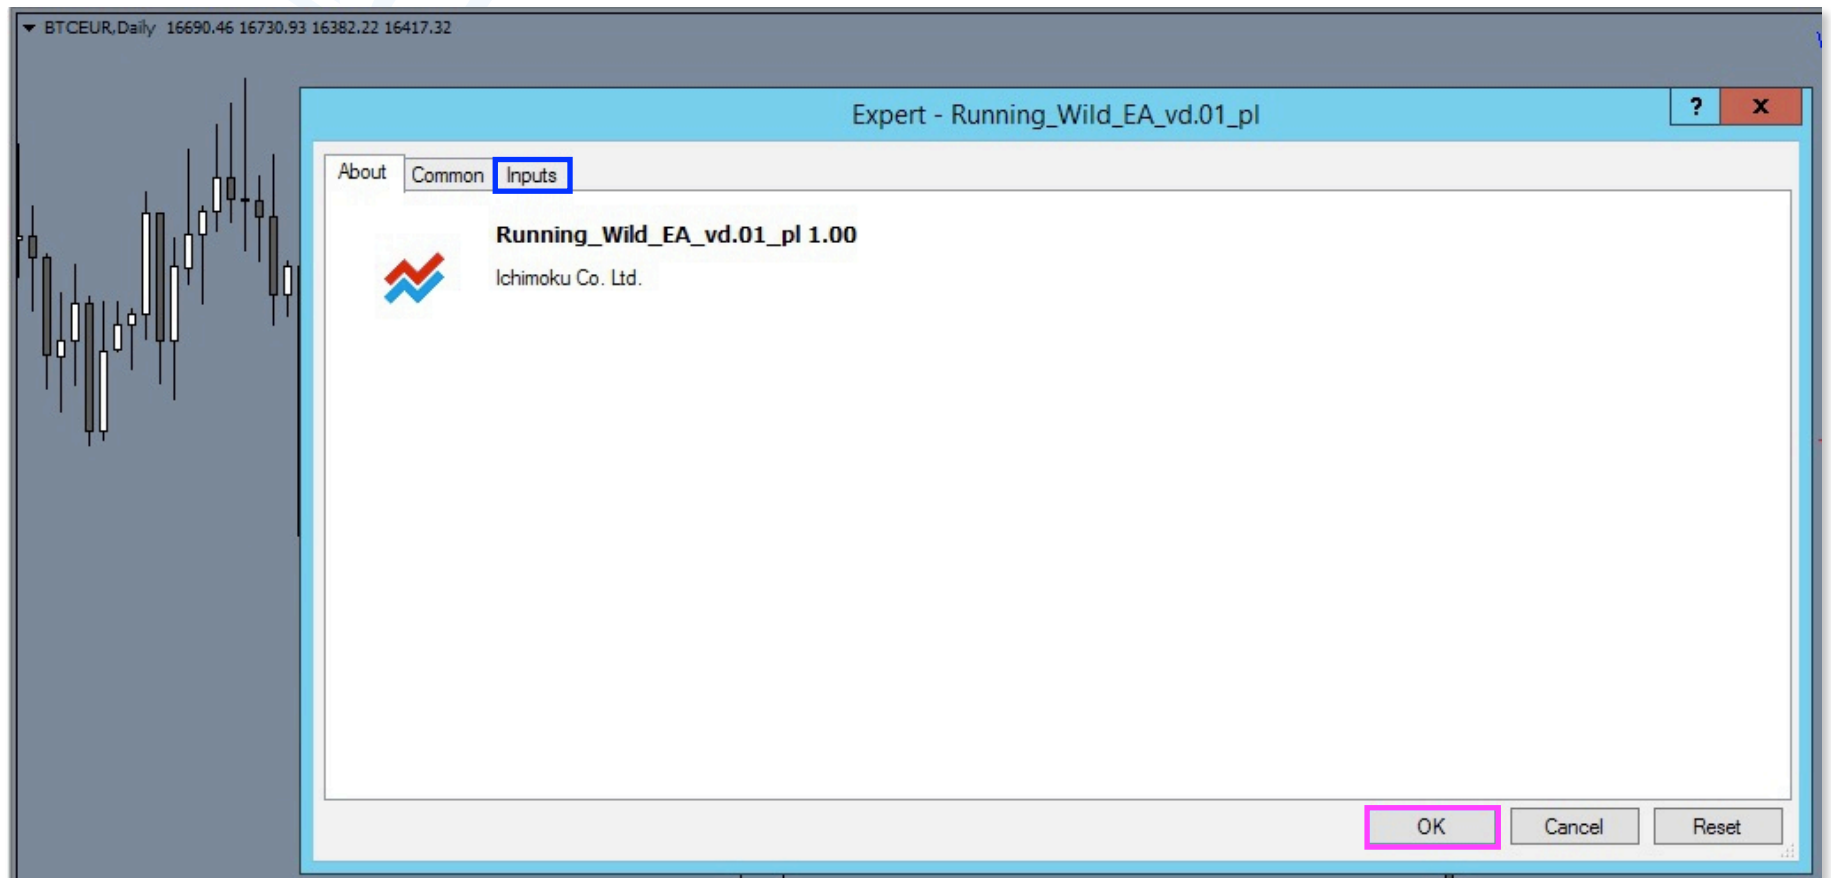 BTCEUR,Daily 16690.46 16730.93 16382.22 16417.32
Expert - Running_Wild_EA_vd.01_pl
? X
About Common Inputs
Running_Wild_EA_vd.01_pl 1.00
Ichimoku Co. Ltd.
OK Cancel Reset